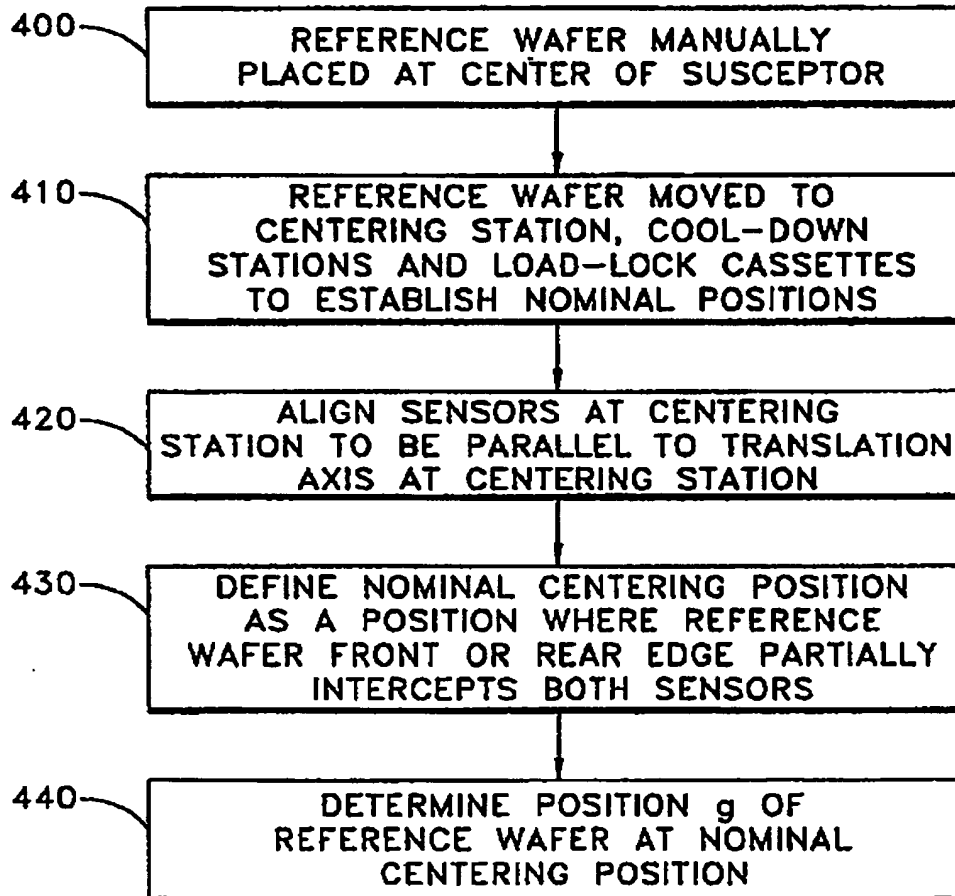 400
REFERENCE WAFER MANUALLY
PLACED AT CENTER OF SUSCEPTOR
410
REFERENCE WAFER MOVED TO
CENTERING STATION, COOL-DOWN
STATIONS AND LOAD-LOCK CASSETTES
TO ESTABLISH NOMINAL POSITIONS
420
ALIGN SENSORS AT CENTERING
STATION TO BE PARALLEL TO TRANSLATION
AXIS AT CENTERING STATION
430
DEFINE NOMINAL CENTERING POSITION
AS A POSITION WHERE REFERENCE
WAFER FRONT OR REAR EDGE PARTIALLY
INTERCEPTS BOTH SENSORS
440
DETERMINE POSITION g OF
REFERENCE WAFER AT NOMINAL
CENTERING POSITION